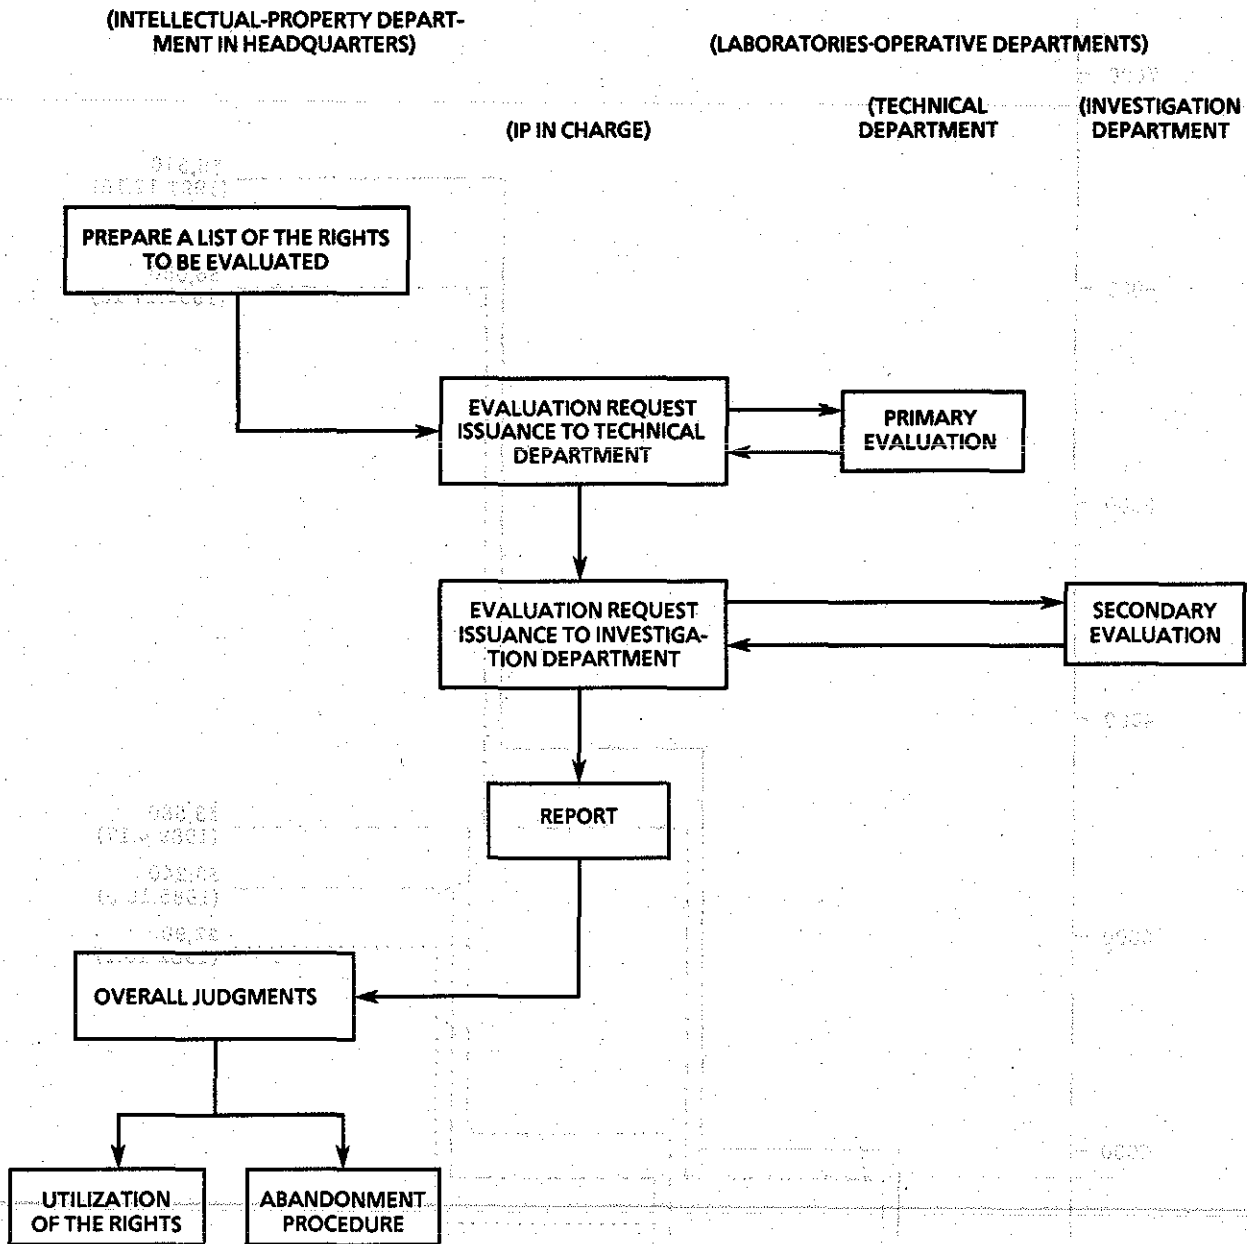 (INTELLECTUAL-PROPERTY DEPART-
MENT IN HEADQUARTERS)
(LABORATORIES-OPERATIVE DEPARTMENTS)
(IP IN CHARGE)
(TECHNICAL
DEPARTMENT
(INVESTIGATION
DEPARTMENT
PREPARE A LIST OF THE RIGHTS
TO BE EVALUATED
EVALUATION REQUEST
ISSUANCE TO TECHNICAL
DEPARTMENT
PRIMARY
EVALUATION
EVALUATION REQUEST
ISSUANCE TO INVESTIGA-
TION DEPARTMENT
SECONDARY
EVALUATION
REPORT
OVERALL JUDGMENTS
UTILIZATION
OF THE RIGHTS
ABANDONMENT
PROCEDURE